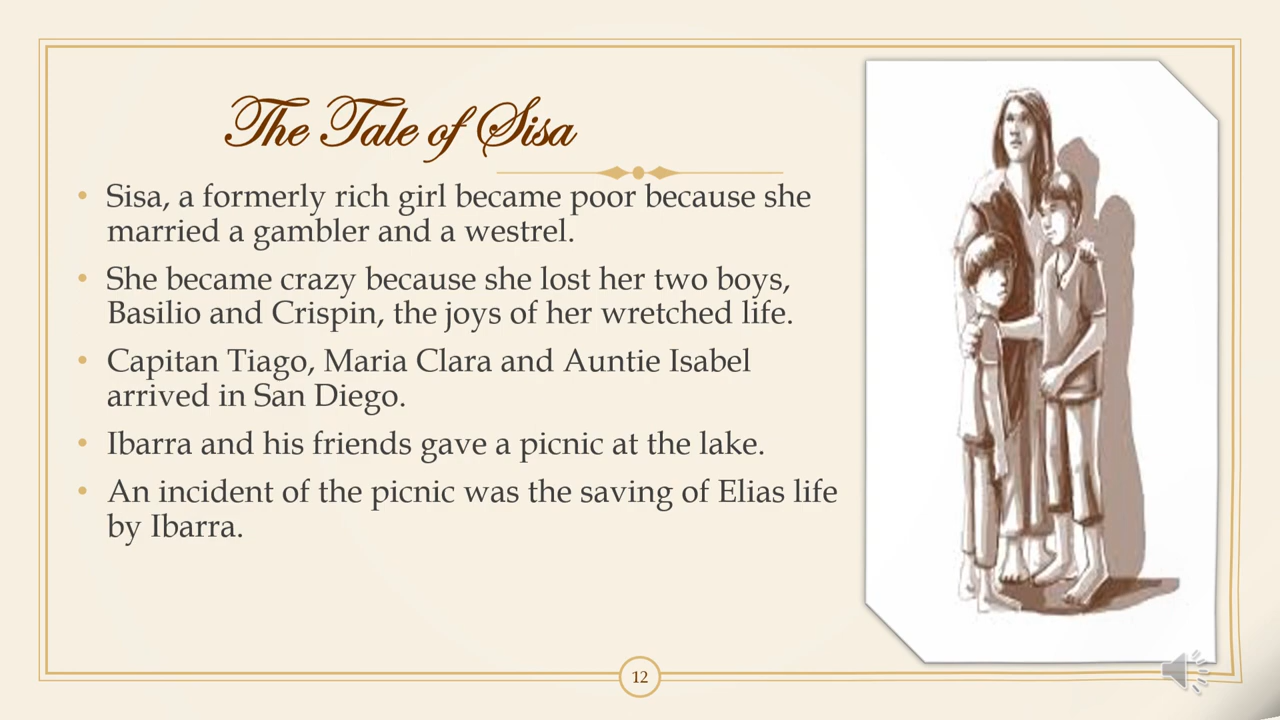 The Tale of Sisa
• Sisa, a formerly rich girl became poor because she
married a gambler and a westrel.
• She became crazy because she lost her two boys,
Basilio and Crispin, the joys of her wretched life.
• Capitan Tiago, Maria Clara and Auntie Isabel
arrived in San Diego.
• Ibarra and his friends gave a picnic at the lake.
• An incident of the picnic was the saving of Elias life
by Ibarra.
12